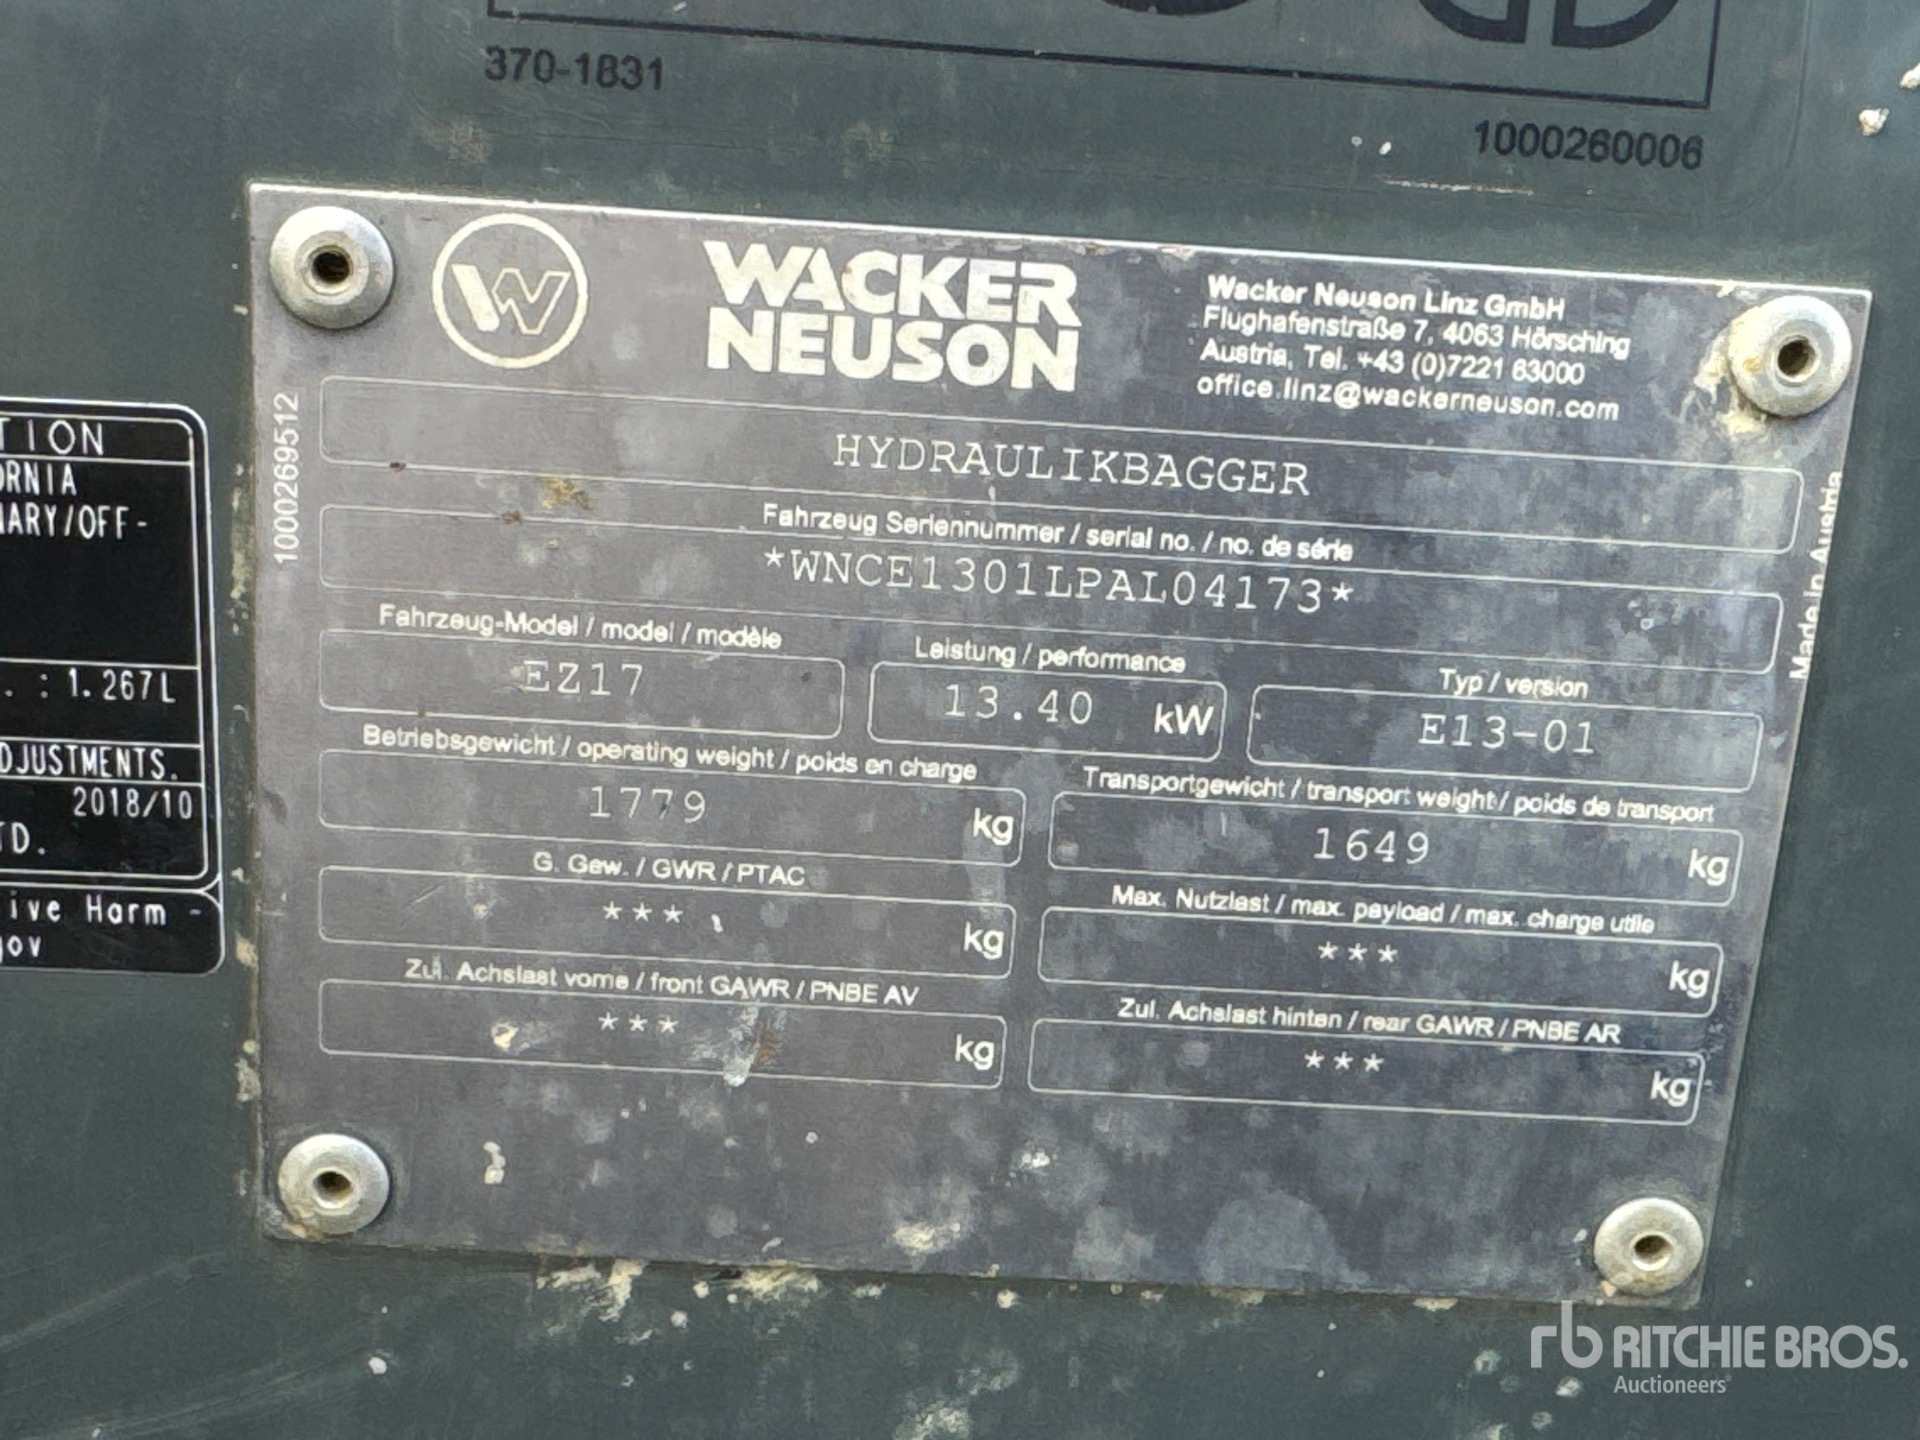 370-1831
1000260006
W
WACKER
NEUSON
Wacker Neuson Linz GmbH
Flughafenstraße 7, 4063 Hörsching
Austria, Tel. +43 (0)7221 63000
office.linz@wackerneuson.com
1000269512
HYDRAULIKBAGGER
Fahrzeug Seriennummer / serial no. / no. de série
*WNCE1301LPAL04173*
Fahrzeug-Model / model / modèle
EZ17
Leistung / performance
13.40 kW
Typ / version
E13-01
Betriebsgewicht / operating weight / poids en charge
1779 kg
Transportgewicht / transport weight / poids de transport
1649 kg
G. Gew. / GWR / PTAC
*** kg
Max. Nutzlast / max. payload / max. charge utile
*** kg
Zul. Achslast vorne / front GAWR / PNBE AV
*** kg
Zul. Achslast hinten / rear GAWR / PNBE AR
*** kg
Made in Austria
TION
ORNIA
ARY/OFF-
. : 1.267L
DJUSTMENTS.
2018/10
TD.
ive Harm -
ov
rb RITCHIE BROS.
Auctioneers